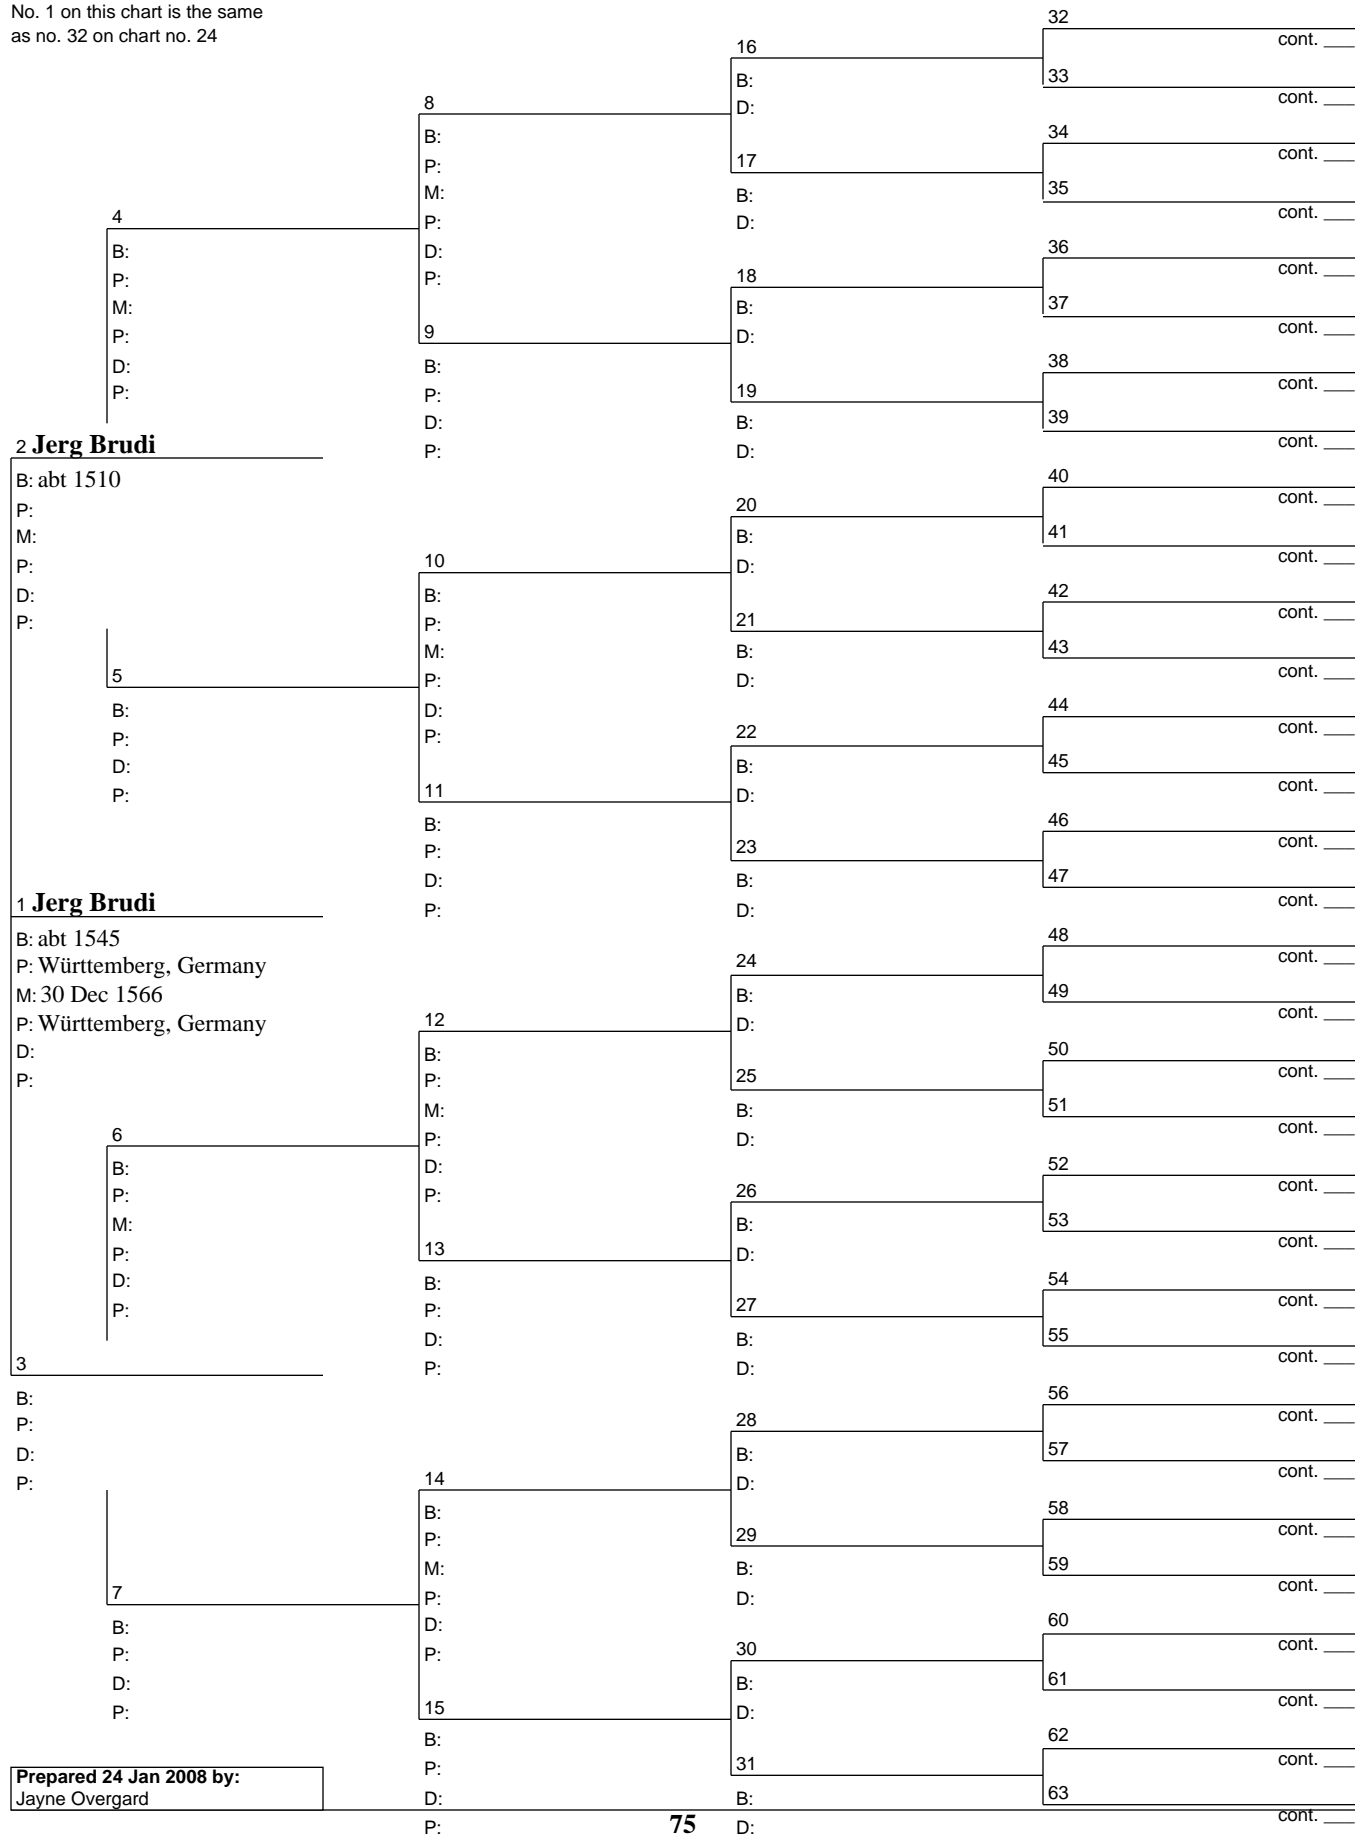 No. 1 on this chart is the same
as no. 32 on chart no. 24
2 Jerg Brudi
B: abt 1510
P:
M:
P:
D:
P:
1 Jerg Brudi
B: abt 1545
P: Württemberg, Germany
M: 30 Dec 1566
P: Württemberg, Germany
D:
P:
3
B:
P:
D:
P:
4
B:
P:
M:
P:
D:
P:
5
B:
P:
D:
P:
6
B:
P:
M:
P:
D:
P:
7
B:
P:
D:
P:
8
B:
P:
M:
P:
D:
P:
9
B:
P:
D:
P:
10
B:
P:
M:
P:
D:
P:
11
B:
P:
D:
P:
12
B:
P:
M:
P:
D:
P:
13
B:
P:
D:
P:
14
B:
P:
M:
P:
D:
P:
15
B:
P:
D:
P:
16
B:
D:
17
B:
D:
18
B:
D:
19
B:
D:
20
B:
D:
21
B:
D:
22
B:
D:
23
B:
D:
24
B:
D:
25
B:
D:
26
B:
D:
27
B:
D:
28
B:
D:
29
B:
D:
30
B:
D:
31
B:
D:
32
cont. ___
33
cont. ___
34
cont. ___
35
cont. ___
36
cont. ___
37
cont. ___
38
cont. ___
39
cont. ___
40
cont. ___
41
cont. ___
42
cont. ___
43
cont. ___
44
cont. ___
45
cont. ___
46
cont. ___
47
cont. ___
48
cont. ___
49
cont. ___
50
cont. ___
51
cont. ___
52
cont. ___
53
cont. ___
54
cont. ___
55
cont. ___
56
cont. ___
57
cont. ___
58
cont. ___
59
cont. ___
60
cont. ___
61
cont. ___
62
cont. ___
63
cont. ___
Prepared 24 Jan 2008 by:
Jayne Overgard
75